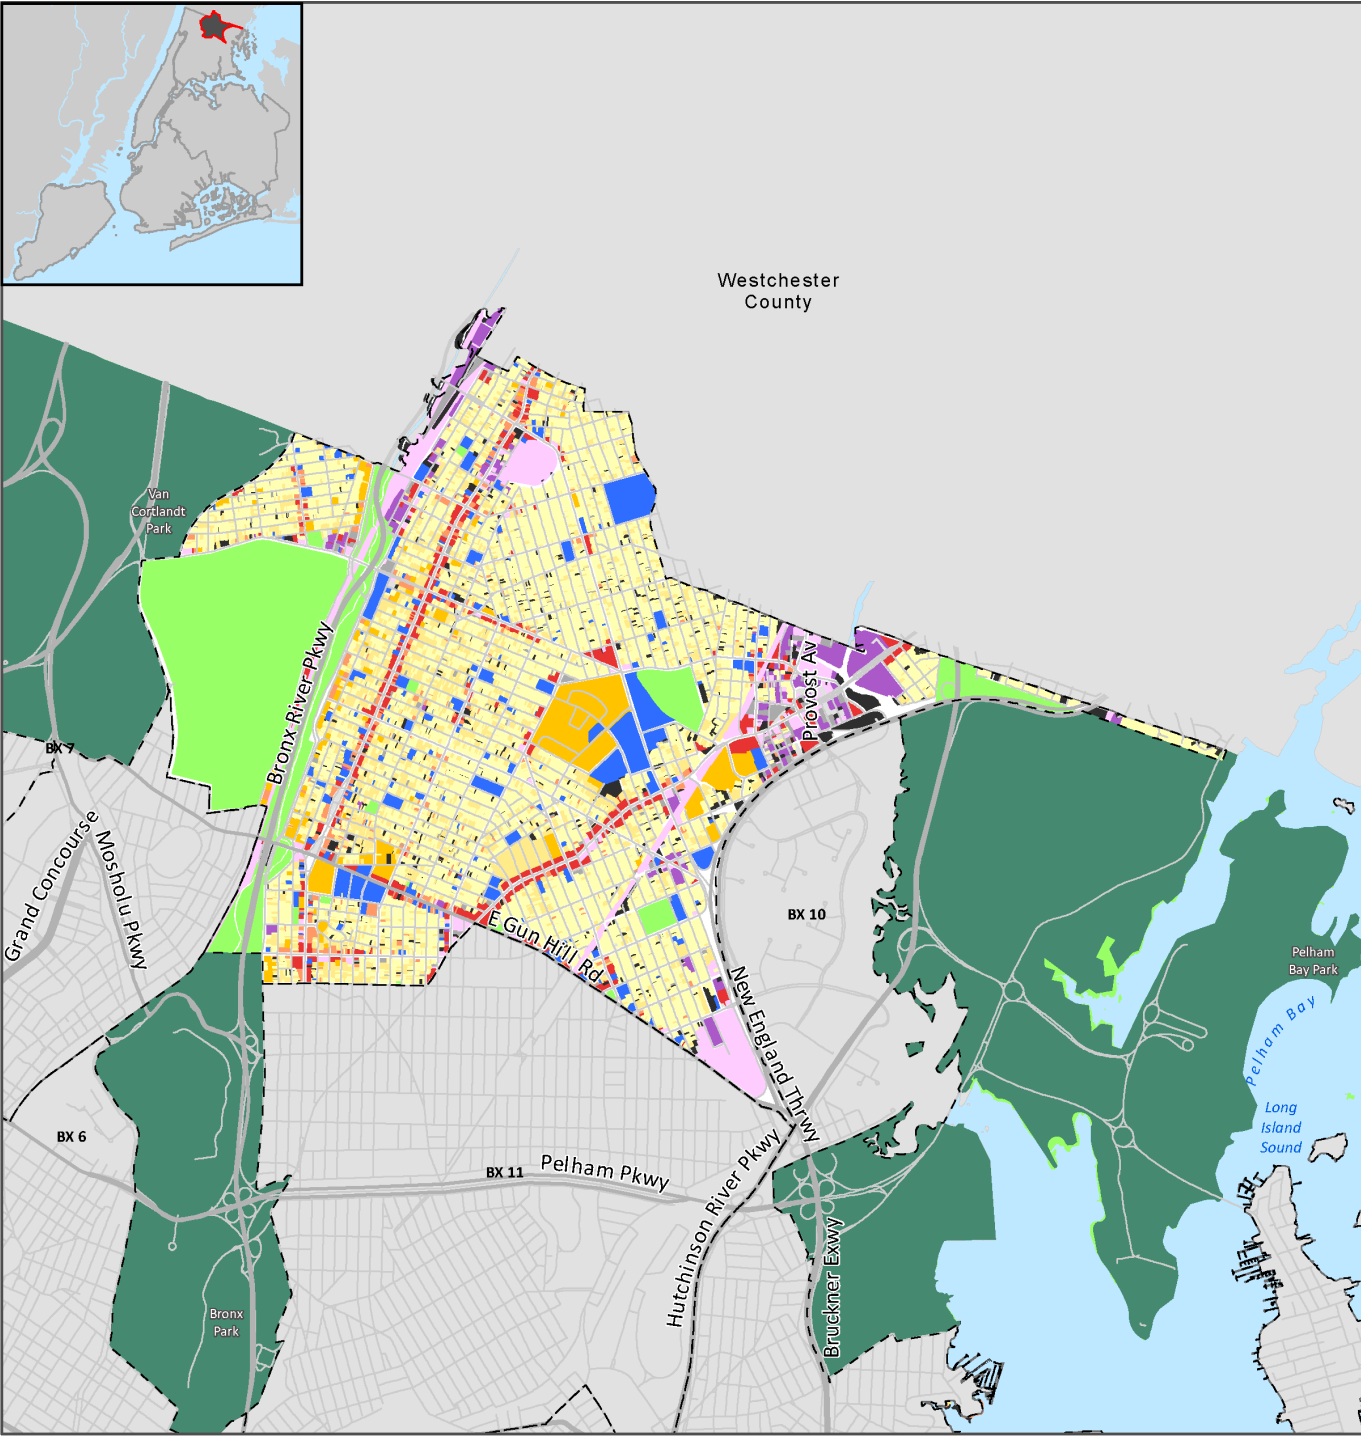 Westchester
County
Van
Cortlandt
Park
Bronx River Pkwy
Provost Av
BX 7
Grand Concourse
Mosholu Pkwy
BX 10
E Gun Hill Rd
New England Thrwy
Pelham
Bay Park
Pelham Bay
Long
Island
Sound
BX 6
BX 11
Pelham Pkwy
Hutchinson River Pkwy
Bruckner Exwy
Bronx
Park